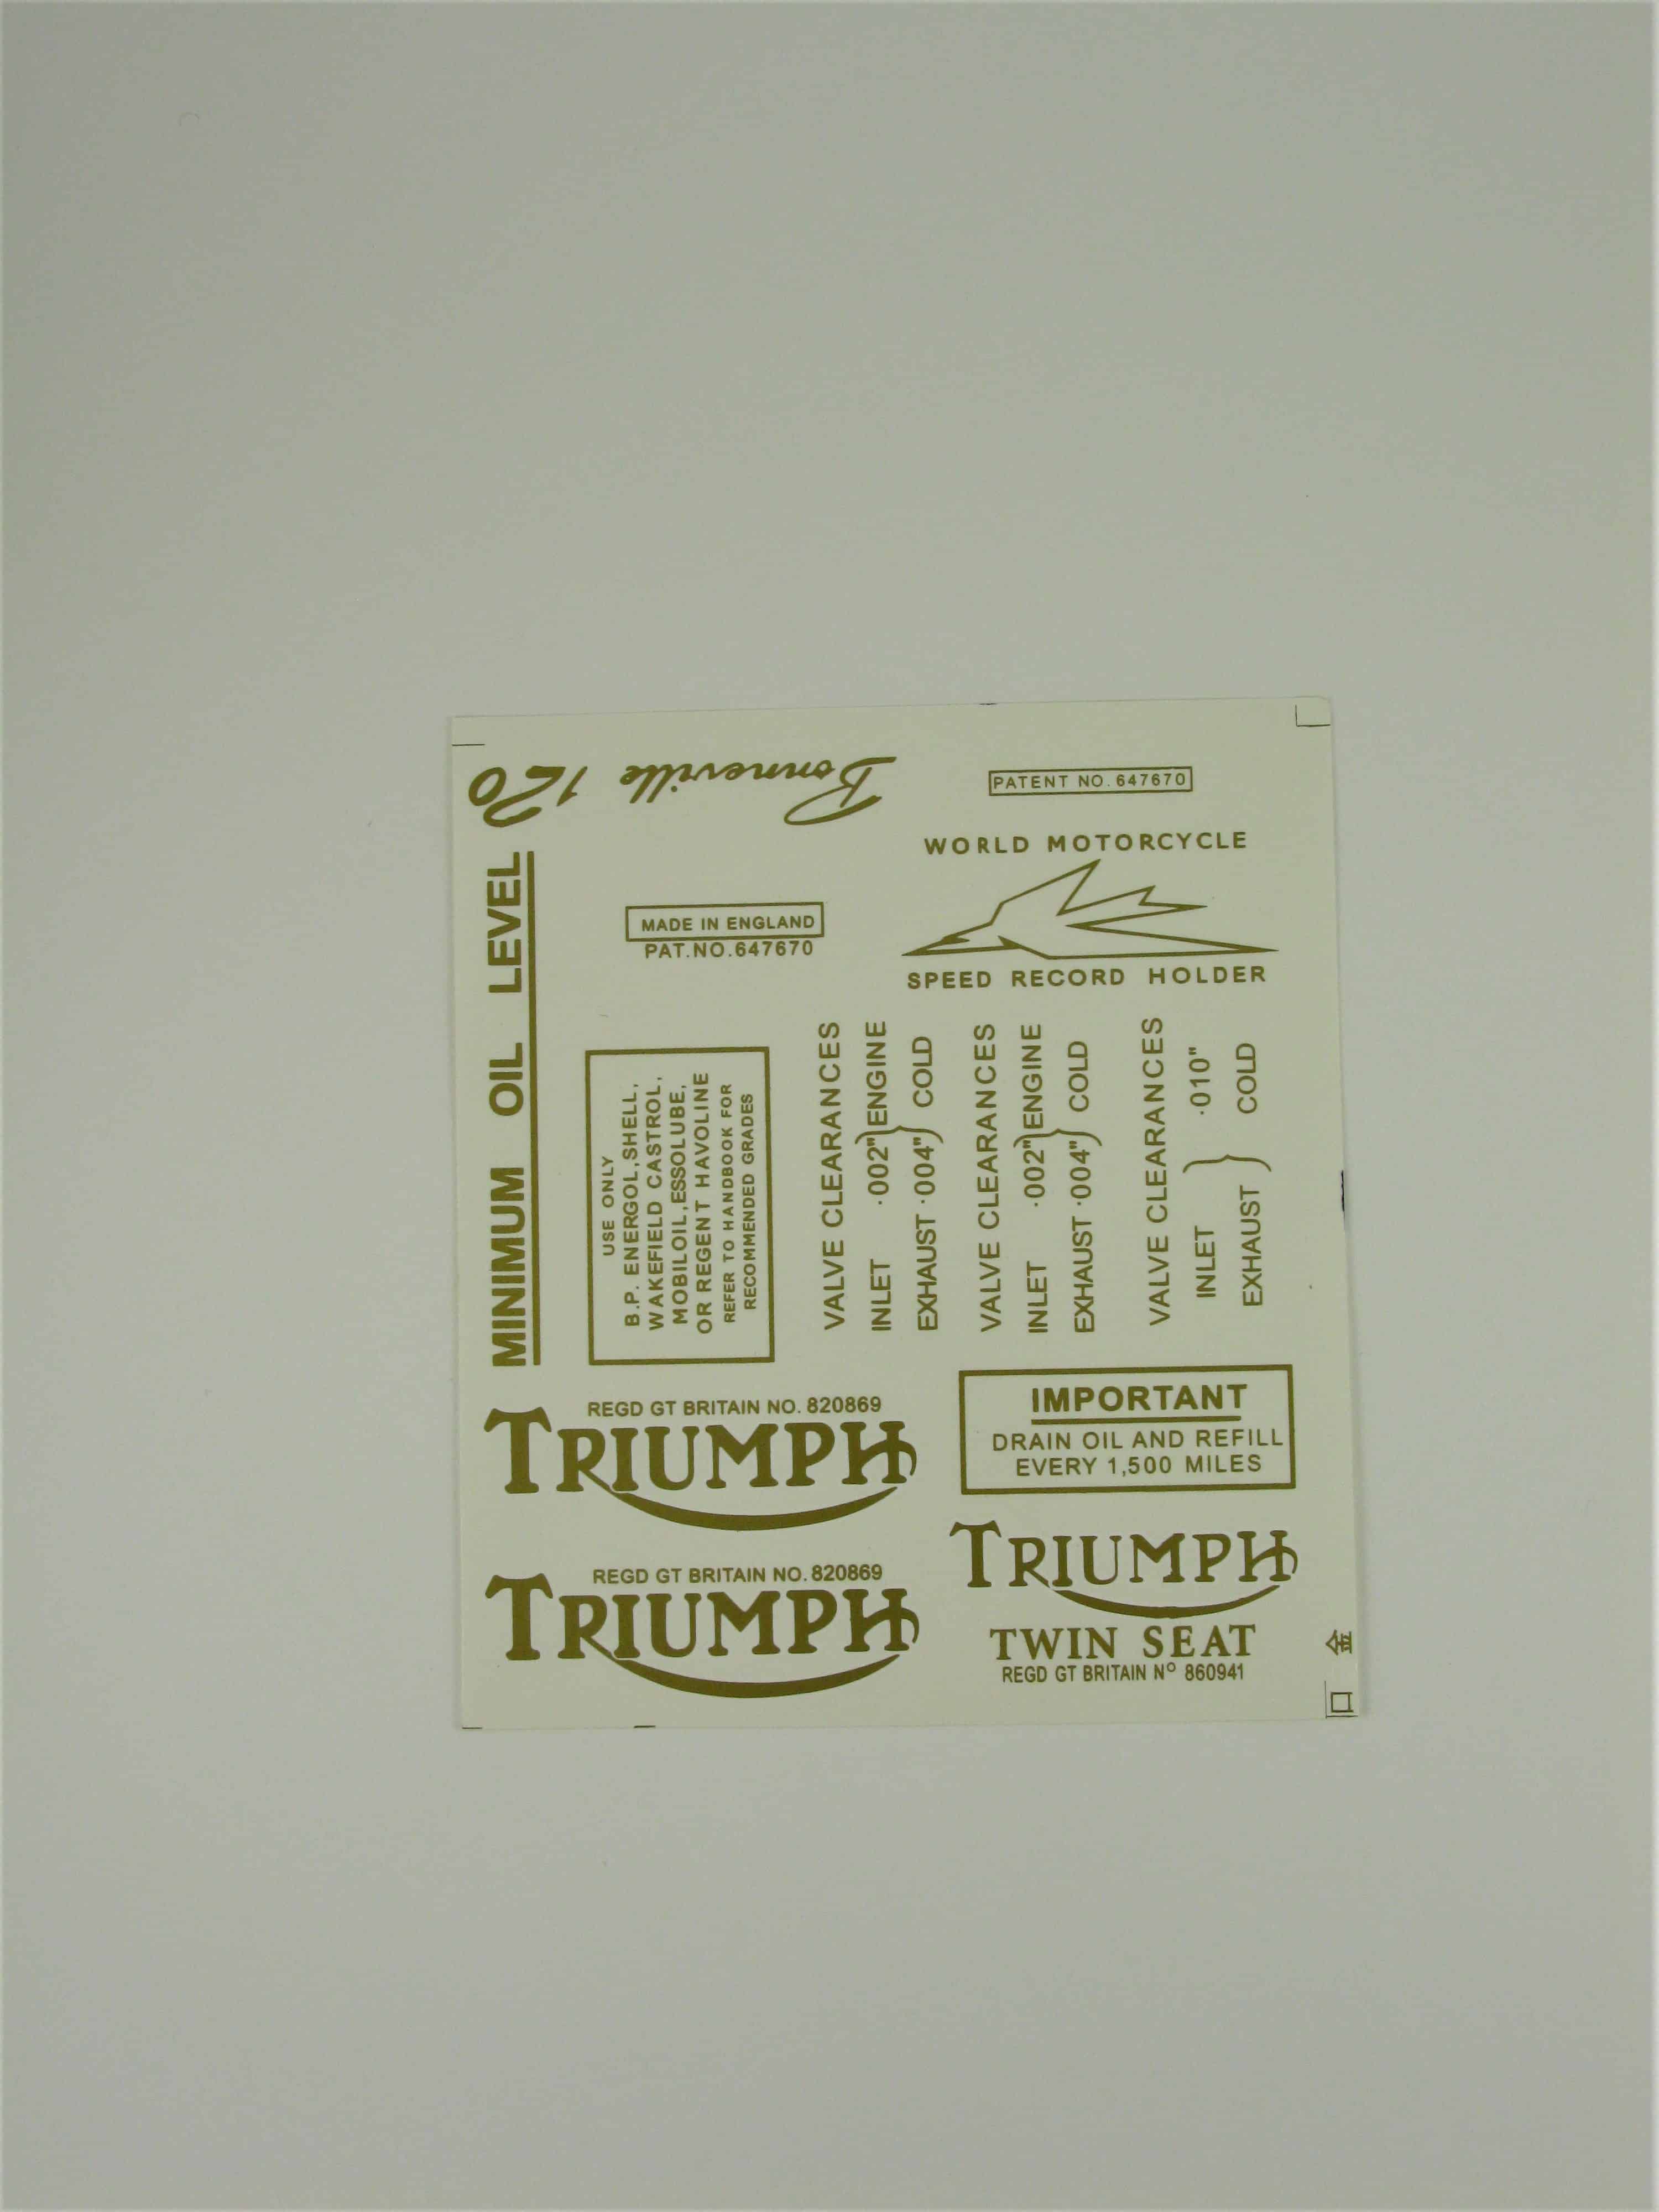 Bonneville 120
PATENT NO. 647670
WORLD MOTORCYCLE
SPEED RECORD HOLDER
MADE IN ENGLAND
PAT.NO.647670
MINIMUM OIL LEVEL
USE ONLY
B.P. ENERGOL,SHELL,
WAKEFIELD CASTROL,
MOBILOIL,ESSOLUBE,
OR REGENT HAVOLINE
REFER TO HANDBOOK FOR
RECOMMENDED GRADES
VALVE CLEARANCES
INLET ·002" ENGINE
EXHAUST ·004" COLD
VALVE CLEARANCES
INLET ·002" ENGINE
EXHAUST ·004" COLD
VALVE CLEARANCES
INLET ·010"
EXHAUST COLD
REGD GT BRITAIN NO. 820869
TRIUMPH
IMPORTANT
DRAIN OIL AND REFILL
EVERY 1,500 MILES
REGD GT BRITAIN NO. 820869
TRIUMPH
TRIUMPH
TWIN SEAT
REGD GT BRITAIN Nº 860941
金